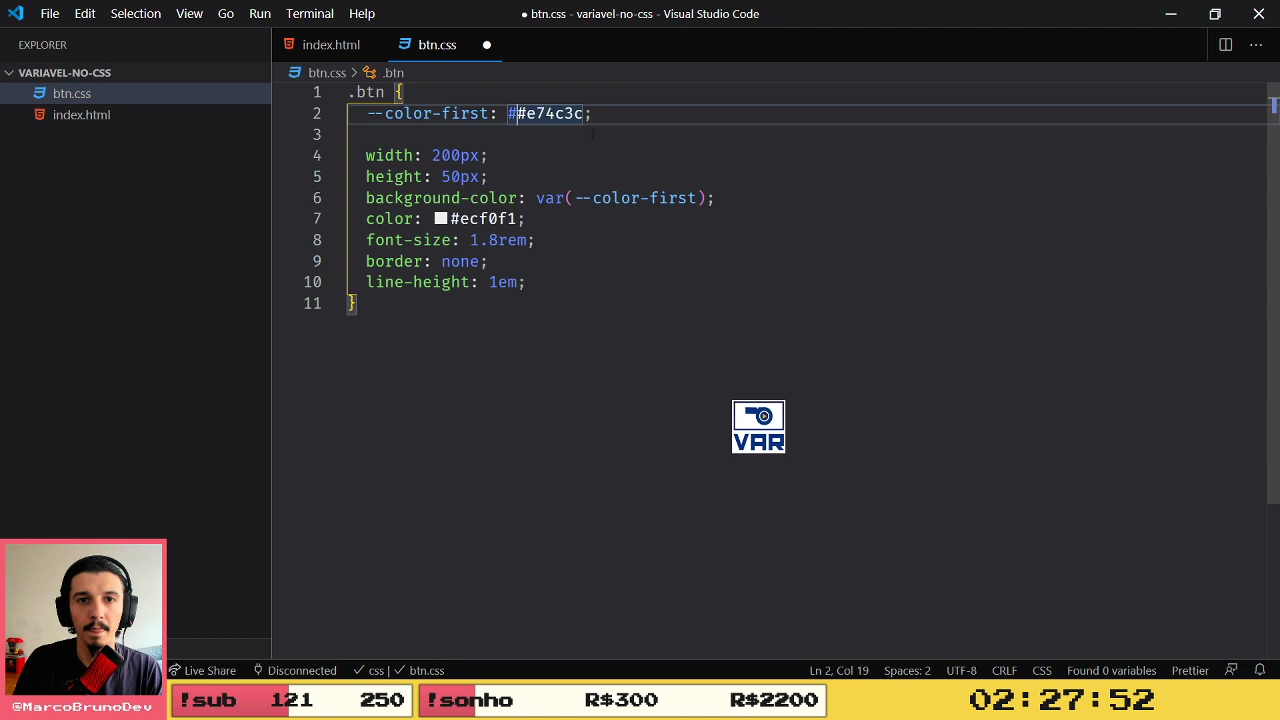 File Edit Selection View Go Run Terminal Help
● btn.css - variavel-no-css - Visual Studio Code
EXPLORER
index.html
btn.css
VARIAVEL-NO-CSS
btn.css > .btn
btn.css
index.html
1 .btn {
2 --color-first: ##e74c3c;
3
4 width: 200px;
5 height: 50px;
6 background-color: var(--color-first);
7 color: #ecf0f1;
8 font-size: 1.8rem;
9 border: none;
10 line-height: 1em;
11 }
VAR
@MarcoBrunoDev
Live Share Disconnected css | btn.css
Ln 2, Col 19 Spaces: 2 UTF-8 CRLF CSS Found 0 variables Prettier
!sub 121 250
!sonho R$300 R$2200
02:27:52